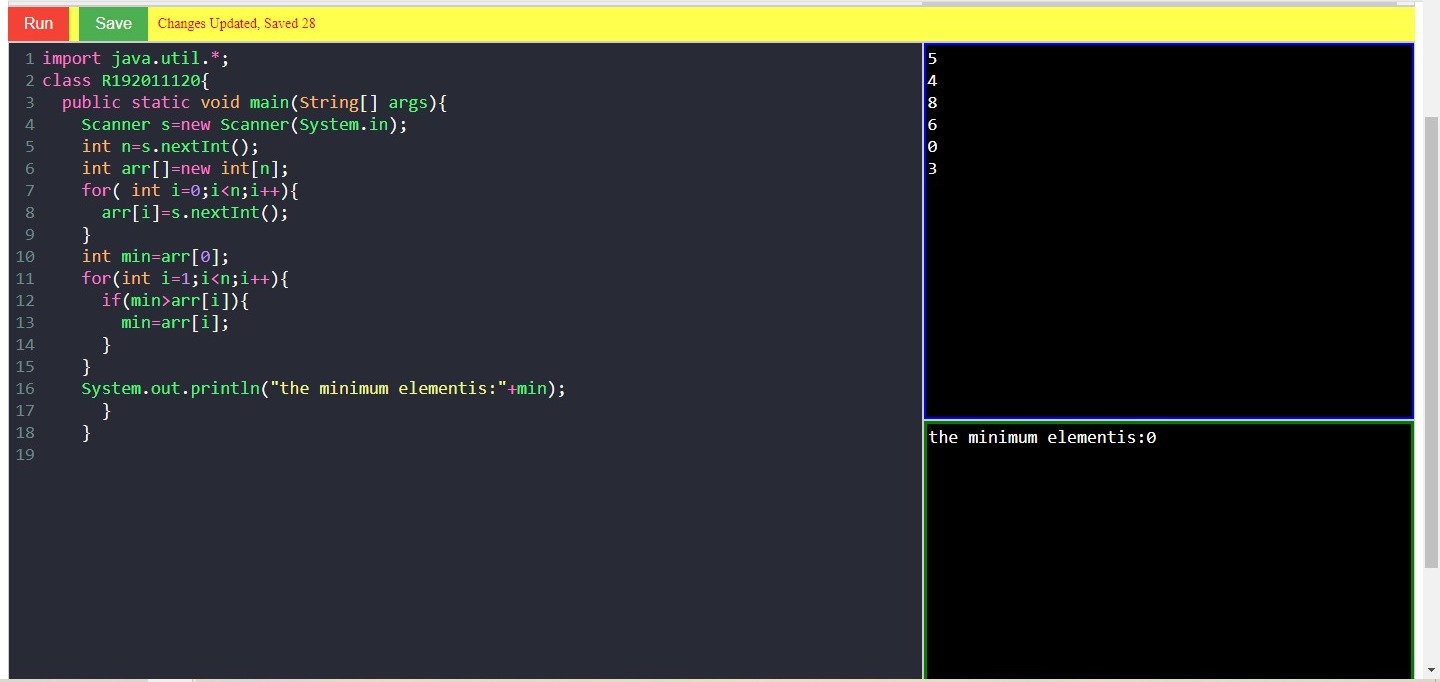 Run Save Changes Updated, Saved 28
1 import java.util.*;
2 class R192011120{
3 public static void main(String[] args){
4 Scanner s=new Scanner(System.in);
5 int n=s.nextInt();
6 int arr[]=new int[n];
7 for( int i=0;i<n;i++){
8 arr[i]=s.nextInt();
9 }
10 int min=arr[0];
11 for(int i=1;i<n;i++){
12 if(min>arr[i]){
13 min=arr[i];
14 }
15 }
16 System.out.println("the minimum elementis:"+min);
17 }
18 }
19
5
4
8
6
0
3
the minimum elementis:0